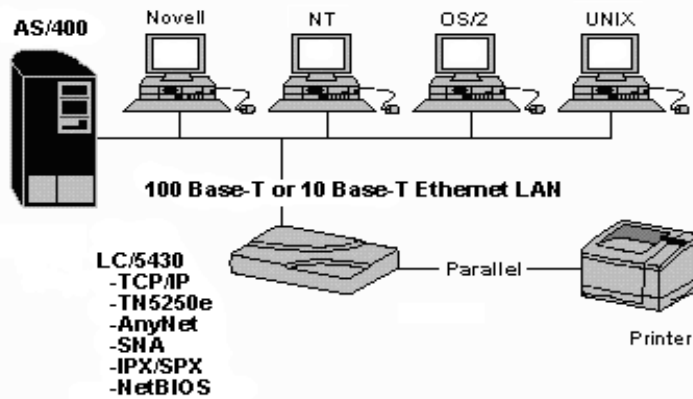 AS/400
Novell
NT
OS/2
UNIX
100 Base-T or 10 Base-T Ethernet LAN
LC/5430
-TCP/IP
-TN5250e
-AnyNet
-SNA
-IPX/SPX
-NetBIOS
Parallel
Printer